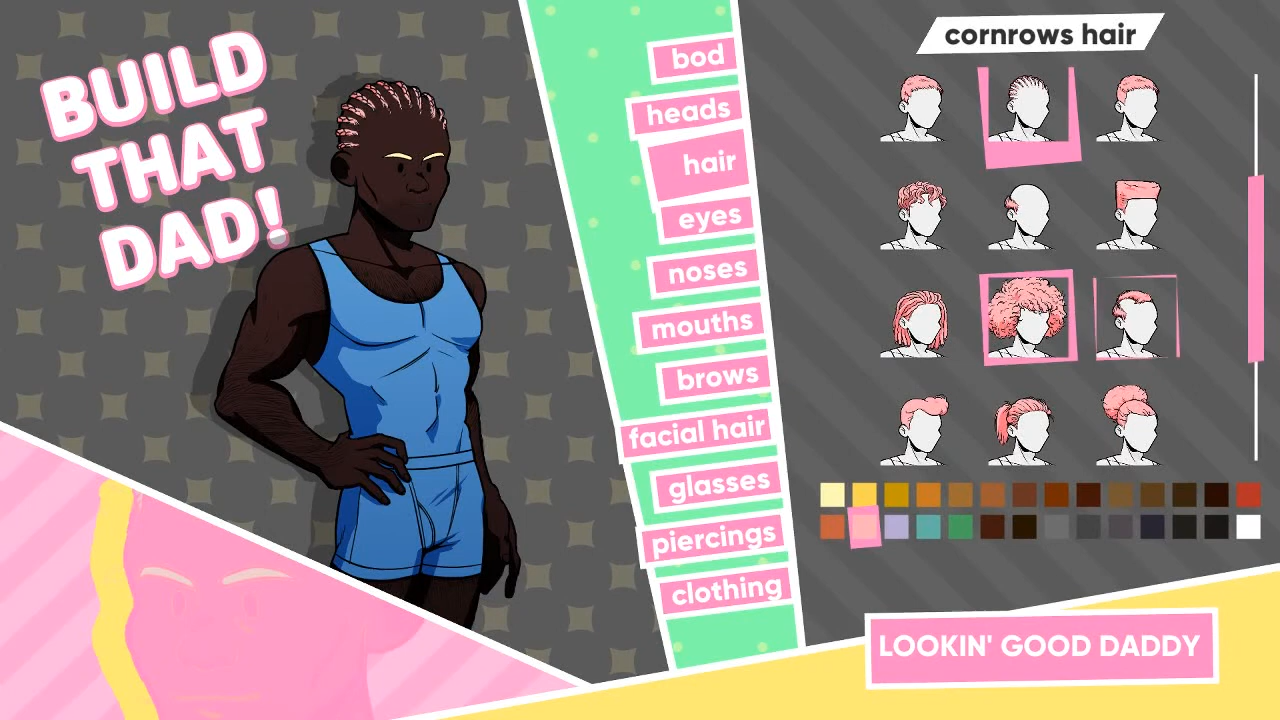 BUILD
THAT
DAD!
bod
heads
hair
eyes
noses
mouths
brows
facial hair
glasses
piercings
clothing
cornrows hair
LOOKIN' GOOD DADDY